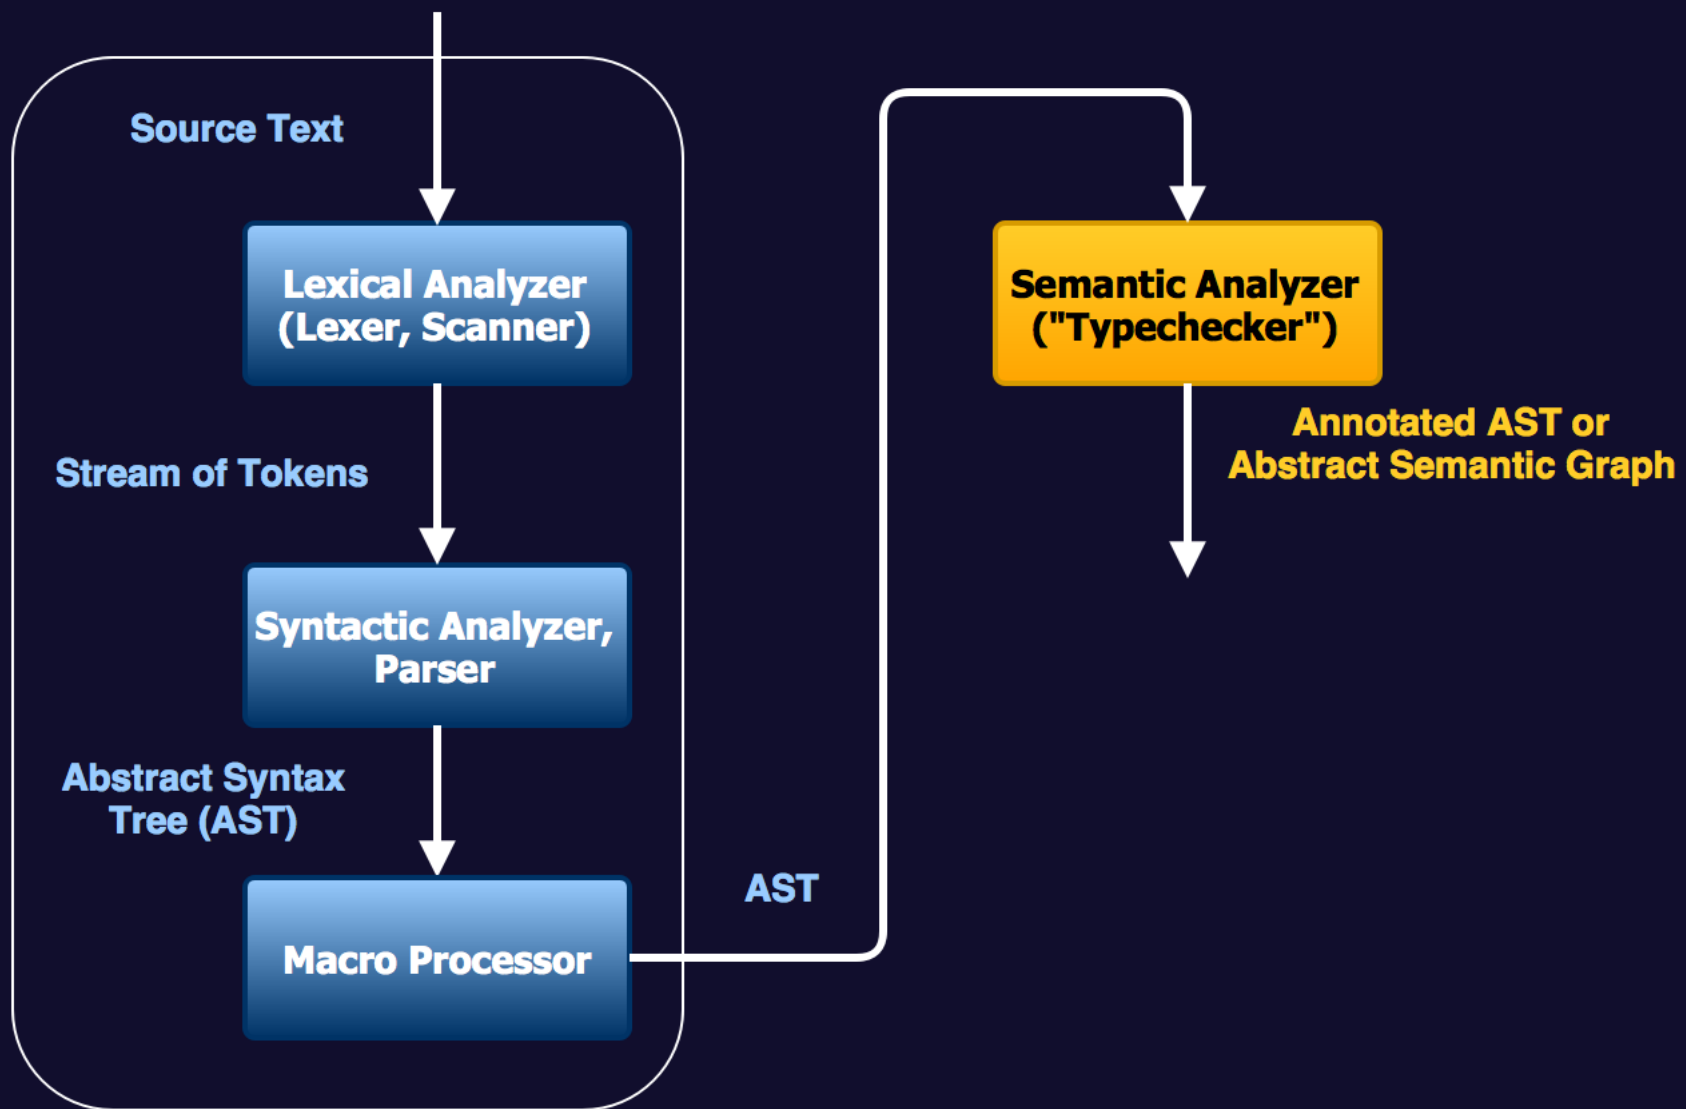 Source Text
Lexical Analyzer
(Lexer, Scanner)
Stream of Tokens
Syntactic Analyzer,
Parser
Abstract Syntax
Tree (AST)
Macro Processor
AST
Semantic Analyzer
("Typechecker")
Annotated AST or
Abstract Semantic Graph